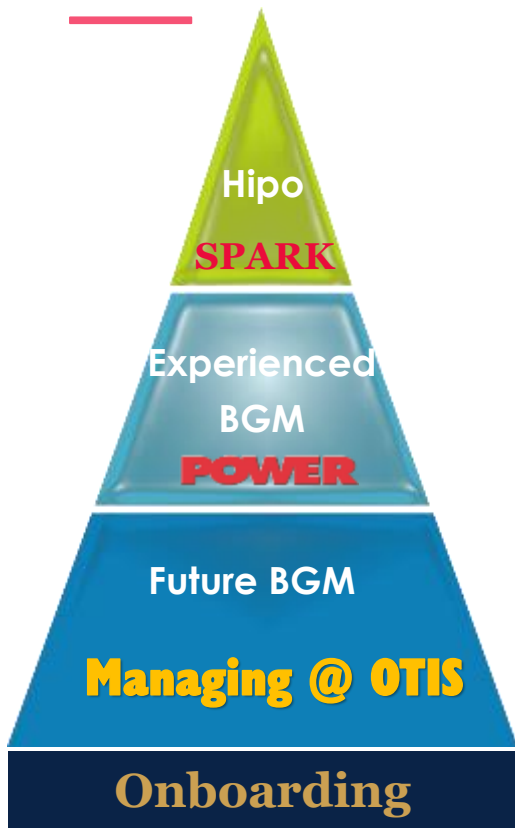 Hipo
SPARK
Experienced
BGM
POWER
Future BGM
Managing @ OTIS
Onboarding